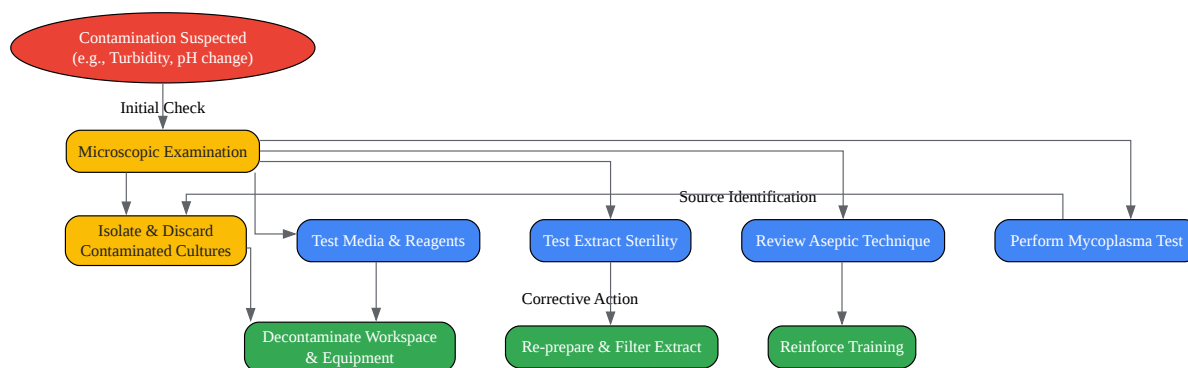 Contamination Suspected
(e.g., Turbidity, pH change)
Initial Check
Microscopic Examination
Source Identification
Isolate & Discard
Contaminated Cultures
Test Media & Reagents
Test Extract Sterility
Review Aseptic Technique
Perform Mycoplasma Test
Corrective Action
Decontaminate Workspace
& Equipment
Re-prepare & Filter Extract
Reinforce Training